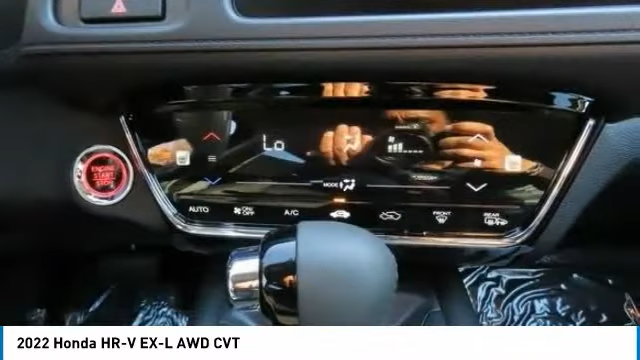 ENGINE
START
STOP
Lo
MODE
AUTO
ON/
OFF
A/C
FRONT
REAR
2022 Honda HR-V EX-L AWD CVT